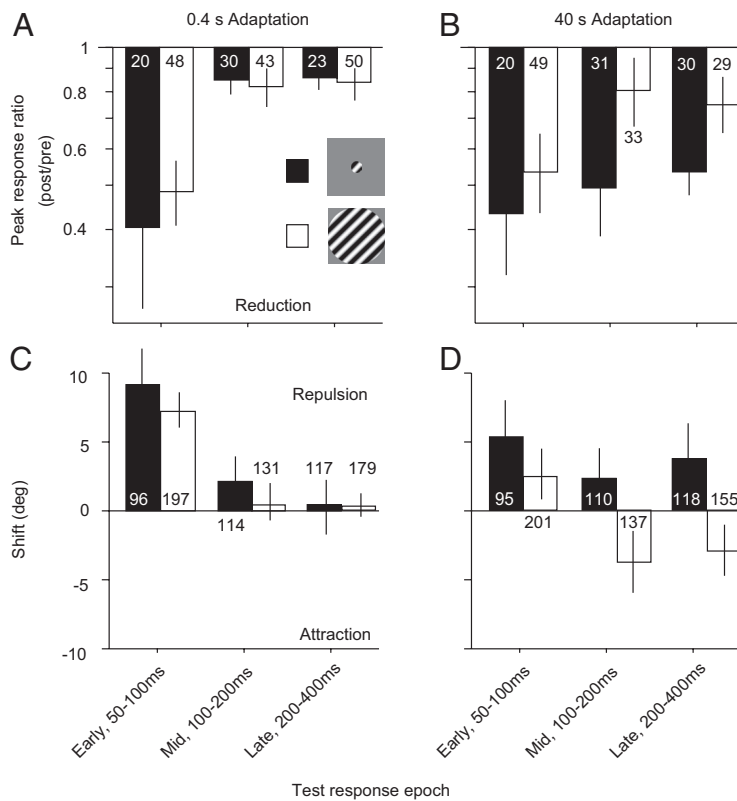 A
0.4 s Adaptation
B
40 s Adaptation
1
0.8
0.6
0.4
Peak response ratio
(post/pre)
20 48 30 43 23 50
Reduction
20 49 31 33 30 29
C
D
10
5
0
-5
-10
Shift (deg)
Repulsion
96 197 114 131 117 179
Attraction
95 201 110 137 118 155
Early, 50-100ms
Mid, 100-200ms
Late, 200-400ms
Early, 50-100ms
Mid, 100-200ms
Late, 200-400ms
Test response epoch